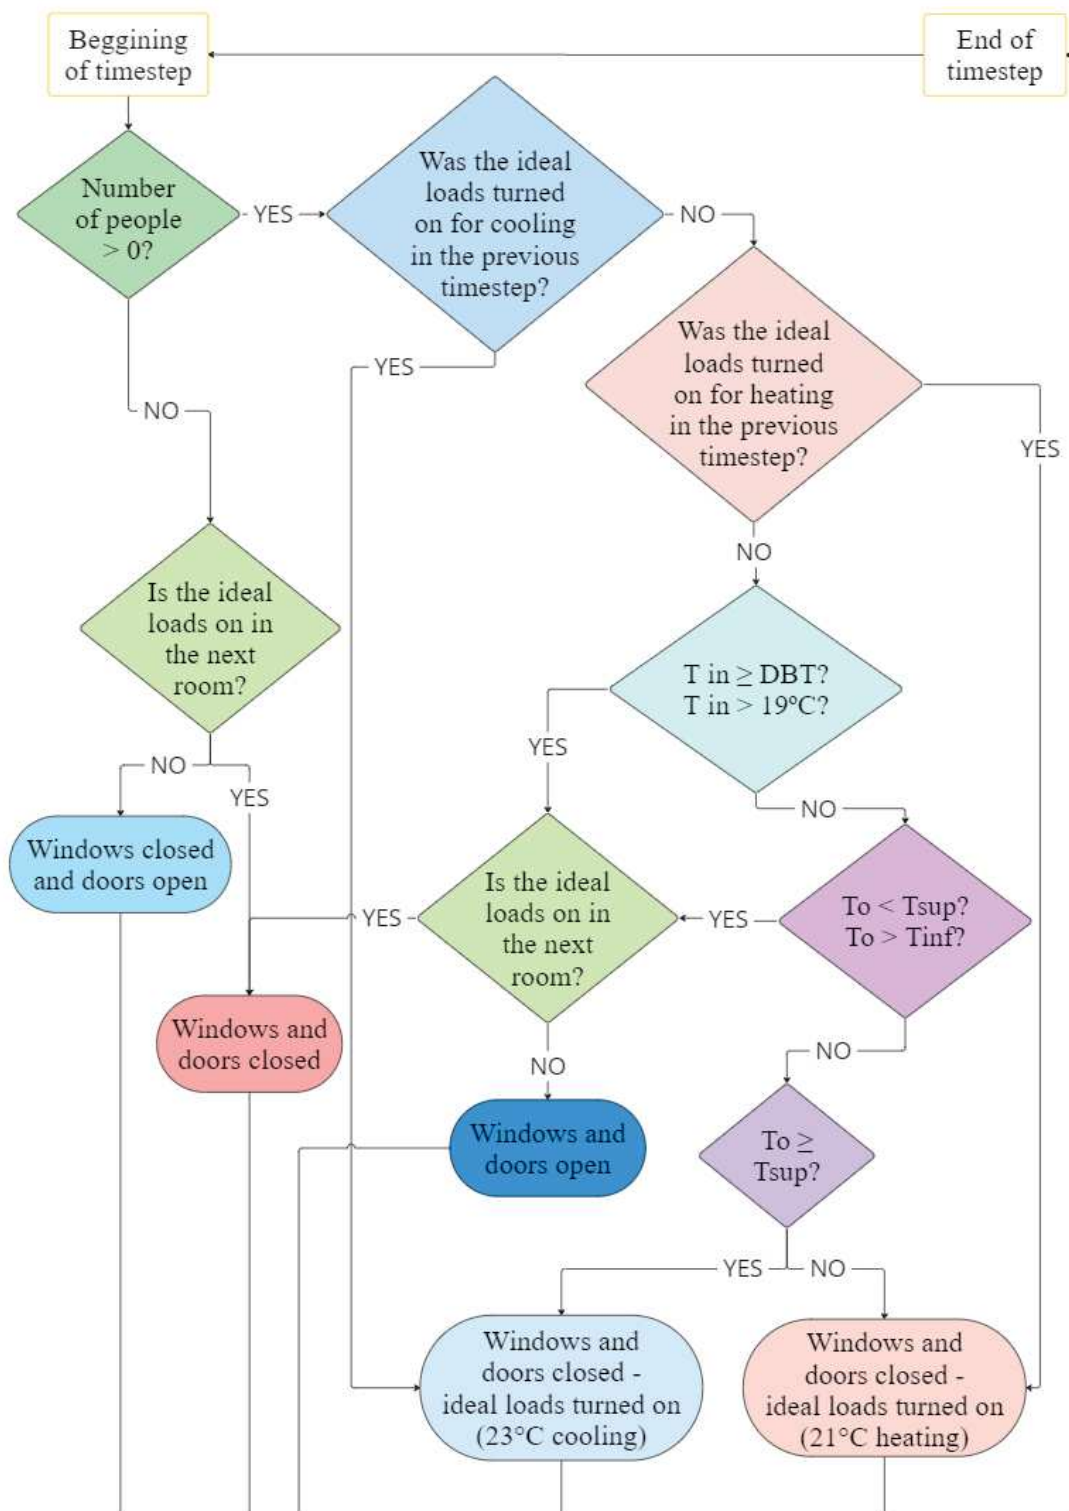 Beggining
of timestep
End of
timestep
Number
of people
> 0?
YES
Was the ideal
loads turned
on for cooling
in the previous
timestep?
NO
Was the ideal
loads turned
on for heating
in the previous
timestep?
YES
YES
NO
NO
Is the ideal
loads on in
the next
room?
T in ≥ DBT?
T in > 19ºC?
YES
NO
YES
NO
Windows closed
and doors open
Is the ideal
loads on in
the next
room?
YES
YES
To < Tsup?
To > Tinf?
Windows and
doors closed
NO
NO
Windows and
doors open
To ≥
Tsup?
YES
NO
Windows and
doors closed -
ideal loads turned on
(23°C cooling)
Windows and
doors closed -
ideal loads turned on
(21°C heating)